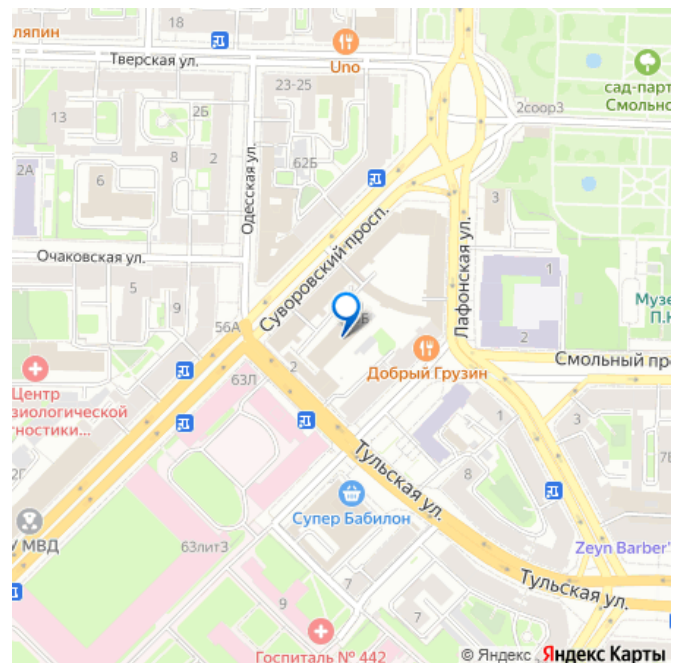 18
ляпин
Тверская ул.
Uno
23-25
2соор3
сад-парт
Смольно
13
2Б
8
2
62Б
2А
6
3
Одесская ул.
Суворовский просп.
Лафонская ул.
Очаковская ул.
5
9
1
Музе
П.К
56А
Б
2
2
Добрый Грузин
Смольный про
63Л
Центр
зиологической
гностики...
3
2Г
Тульская ул.
8
7Б
Супер Бабилон
У МВД
63лит3
Zeyn Barber'
7
7
Тульская ул.
9
Госпиталь № 442
© Яндекс Яндекс Карты